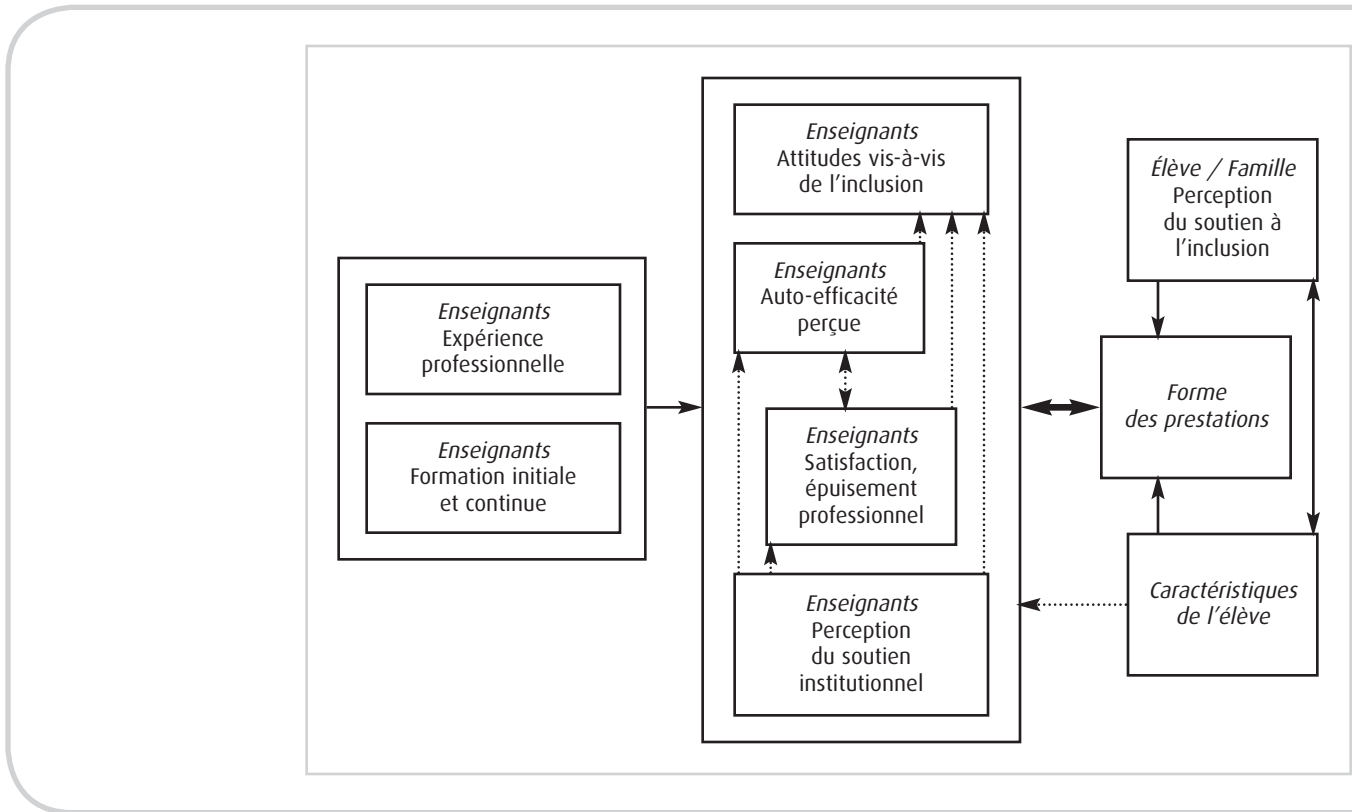 Enseignants
Expérience
professionnelle
Enseignants
Formation initiale
et continue
Enseignants
Attitudes vis-à-vis
de l’inclusion
Enseignants
Auto-efficacité
perçue
Enseignants
Satisfaction,
épuisement
professionnel
Enseignants
Perception
du soutien
institutionnel
Élève / Famille
Perception
du soutien à
l’inclusion
Forme
des prestations
Caractéristiques
de l’élève